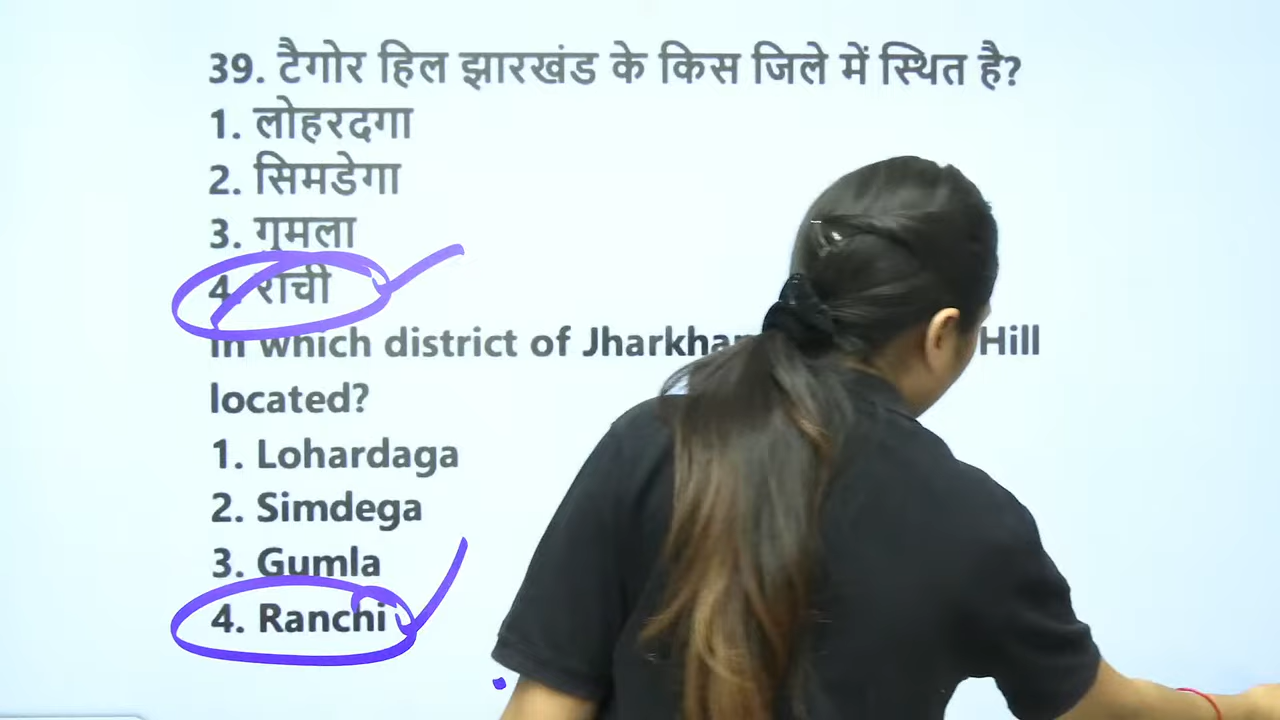 39. टैगोर हिल झारखंड के किस जिले में स्थित है?
1. लोहरदगा
2. सिमडेगा
3. गुमला
4. रांची
In which district of Jharkhan Hill
located?
1. Lohardaga
2. Simdega
3. Gumla
4. Ranchi